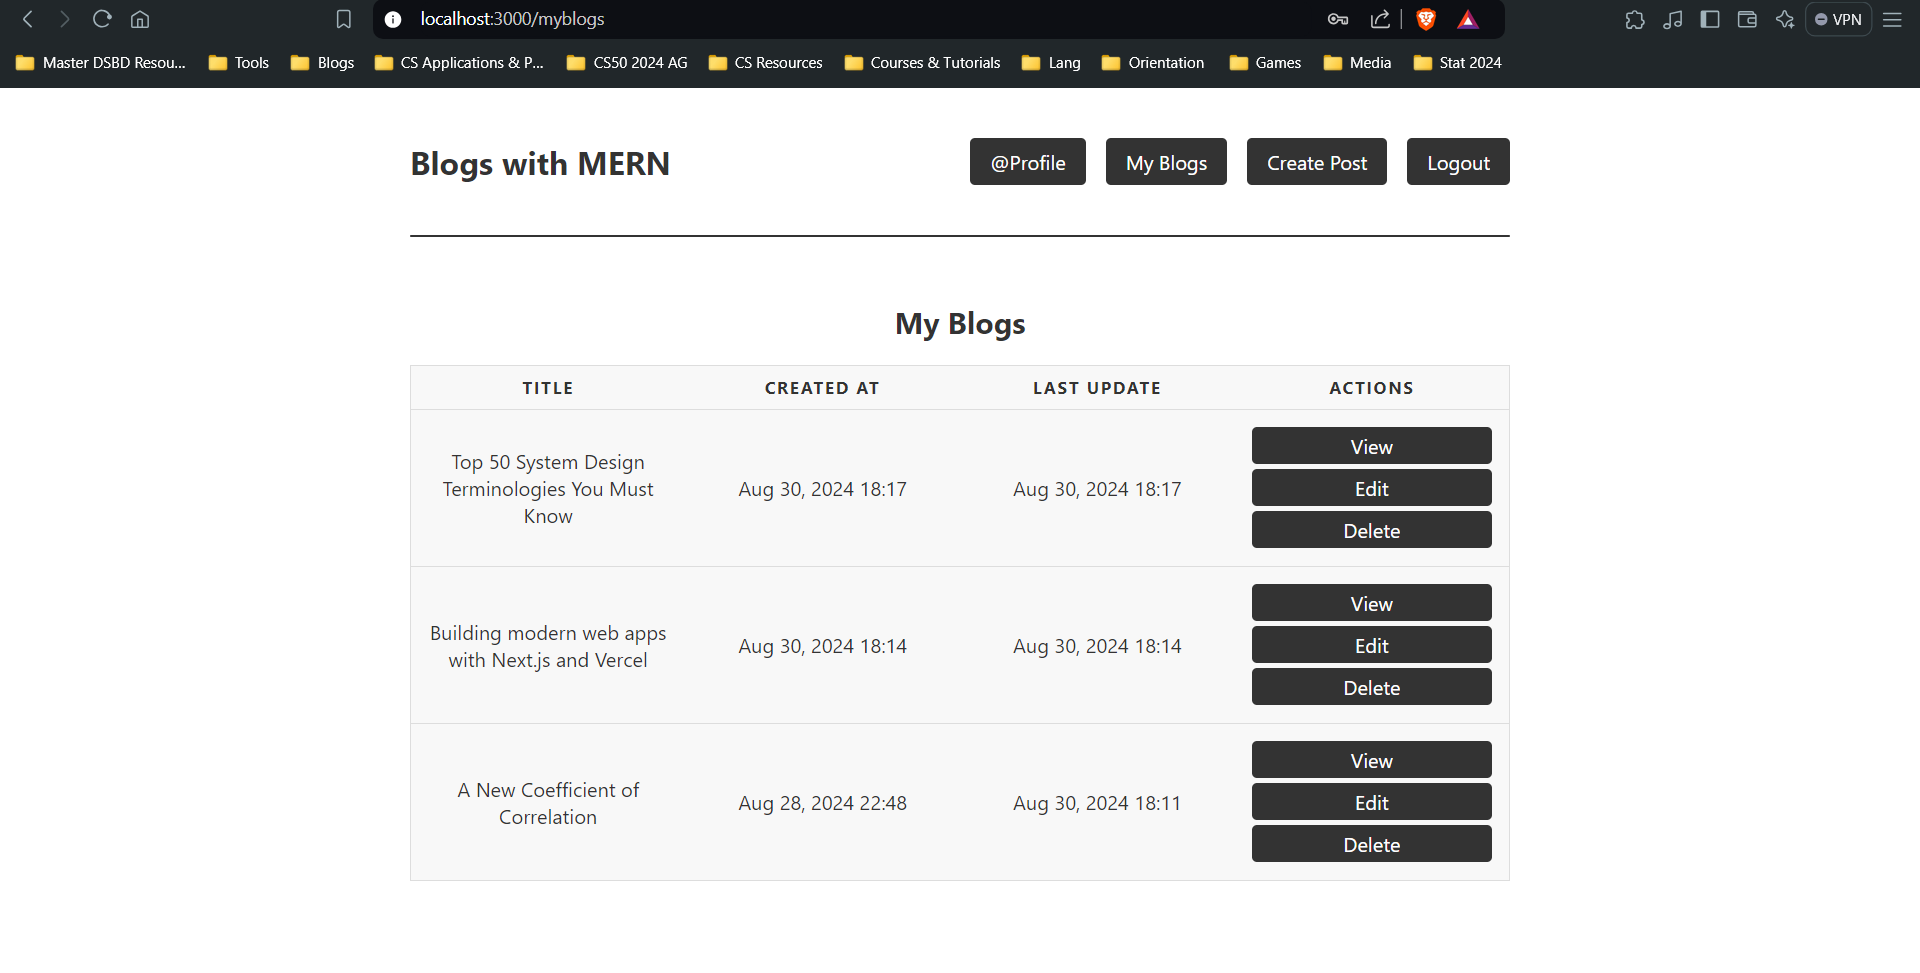 localhost:3000/myblogs
VPN
Master DSBD Resou...
Tools
Blogs
CS Applications & P...
CS50 2024 AG
CS Resources
Courses & Tutorials
Lang
Orientation
Games
Media
Stat 2024
Blogs with MERN
@Profile
My Blogs
Create Post
Logout
My Blogs
TITLE
CREATED AT
LAST UPDATE
ACTIONS
Top 50 System Design
Terminologies You Must
Know
Aug 30, 2024 18:17
Aug 30, 2024 18:17
View
Edit
Delete
Building modern web apps
with Next.js and Vercel
Aug 30, 2024 18:14
Aug 30, 2024 18:14
View
Edit
Delete
A New Coefficient of
Correlation
Aug 28, 2024 22:48
Aug 30, 2024 18:11
View
Edit
Delete